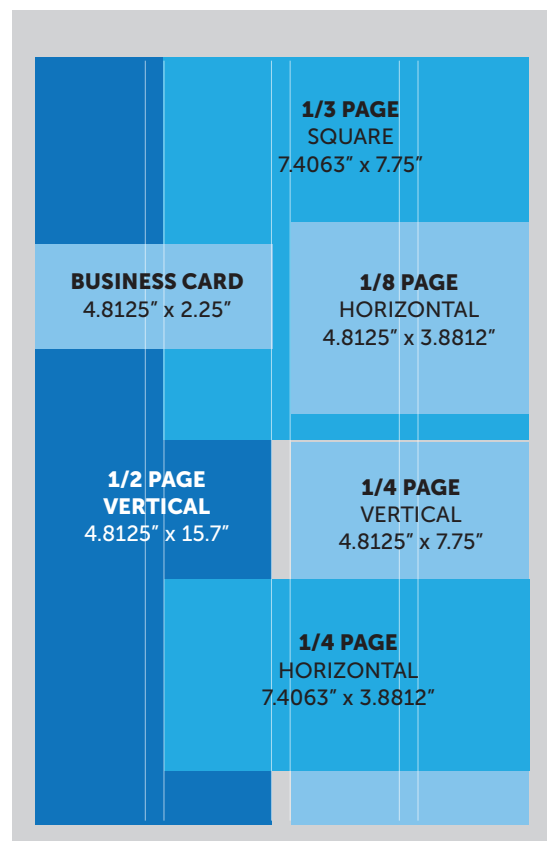 1/3 PAGE
SQUARE
7.4063” x 7.75”
BUSINESS CARD
4.8125” x 2.25”
1/8 PAGE
HORIZONTAL
4.8125” x 3.8812”
1/2 PAGE
VERTICAL
4.8125” x 15.7”
1/4 PAGE
VERTICAL
4.8125” x 7.75”
1/4 PAGE
HORIZONTAL
7.4063” x 3.8812”